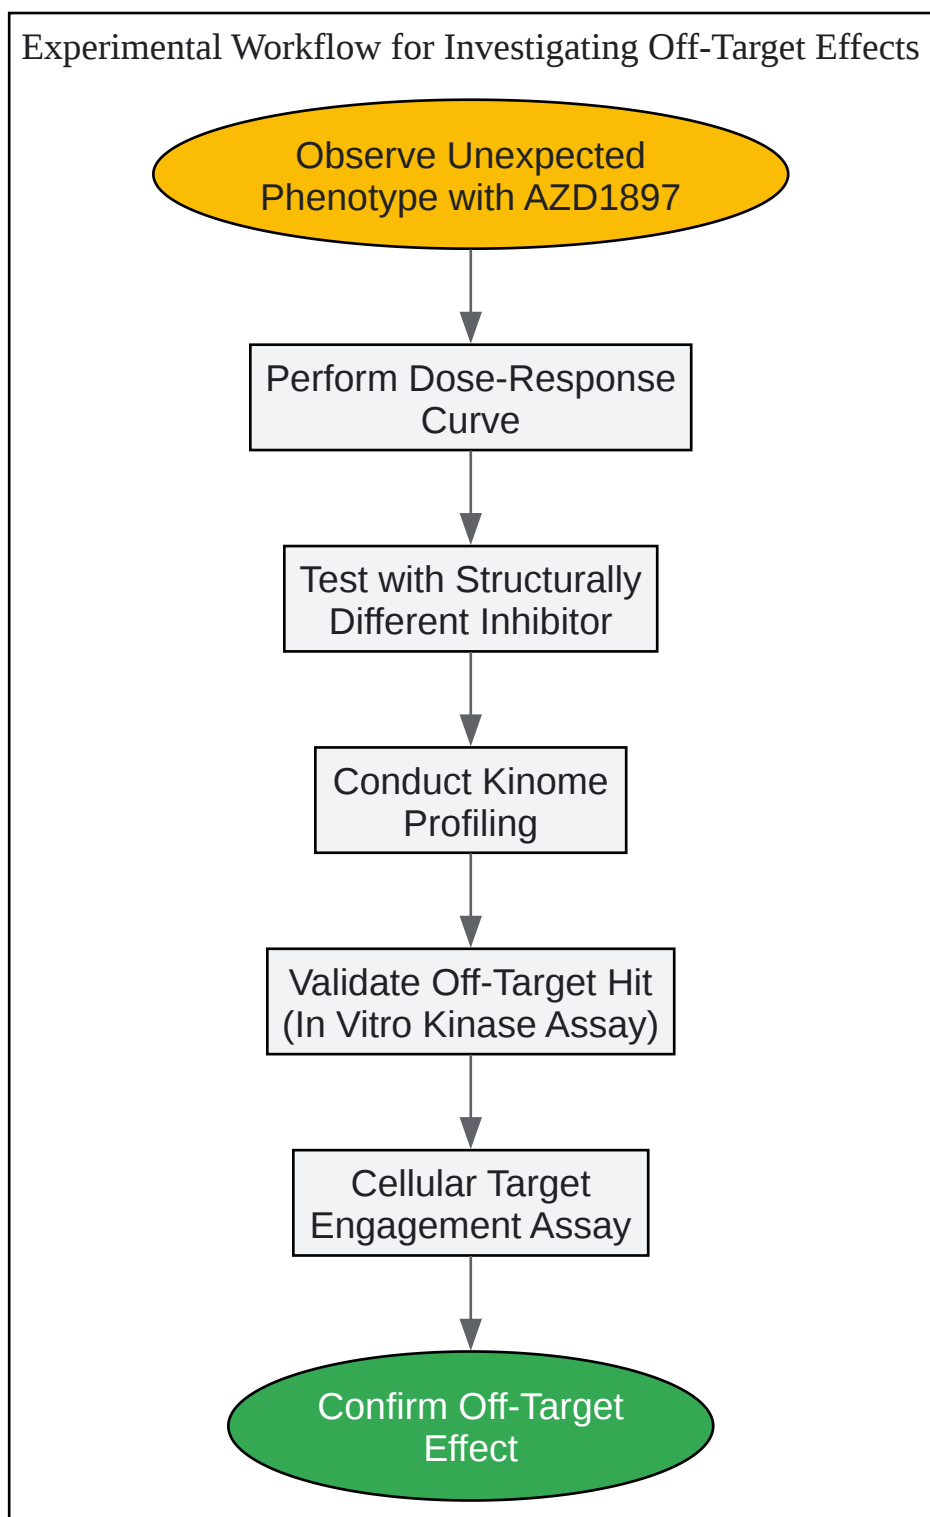 Experimental Workflow for Investigating Off-Target Effects
Observe Unexpected
Phenotype with AZD1897
Perform Dose-Response
Curve
Test with Structurally
Different Inhibitor
Conduct Kinome
Profiling
Validate Off-Target Hit
(In Vitro Kinase Assay)
Cellular Target
Engagement Assay
Confirm Off-Target
Effect